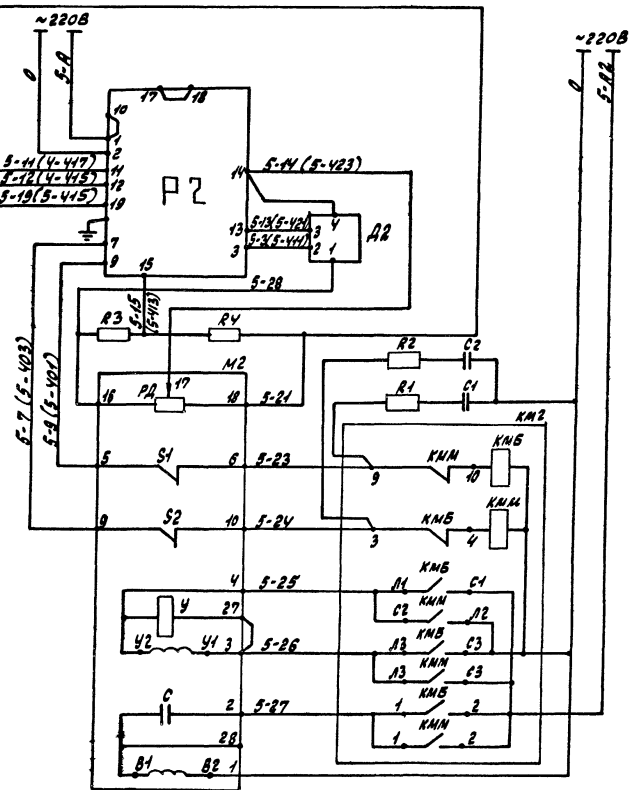 ~220В
~220В
0
5-А
0
5-А2
17
18
10
1
2
5-11(4-417)
11
5-12(4-415)
12
5-19(5-415)
19
Р2
14
5-14 (5-423)
13
5-13(5-421)
3
4
Д2
3
5-3(5-411)
2
1
7
9
15
5-28
5-15
(5-413)
R3
R4
5-7 (5-403)
5-9 (5-401)
М2
R2
С2
R1
С1
КМ2
16
РД
17
18
5-21
5
S1
6
5-23
9
КММ
10
КМБ
9
S2
10
5-24
3
КМБ
4
КММ
4
5-25
Л1
КМБ
С1
У
27
С2
КММ
Л2
У2
У1
3
5-26
Л3
КМБ
С3
Л3
КММ
С3
С
2
5-27
1
КМБ
2
28
1
КММ
2
В1
В2
1